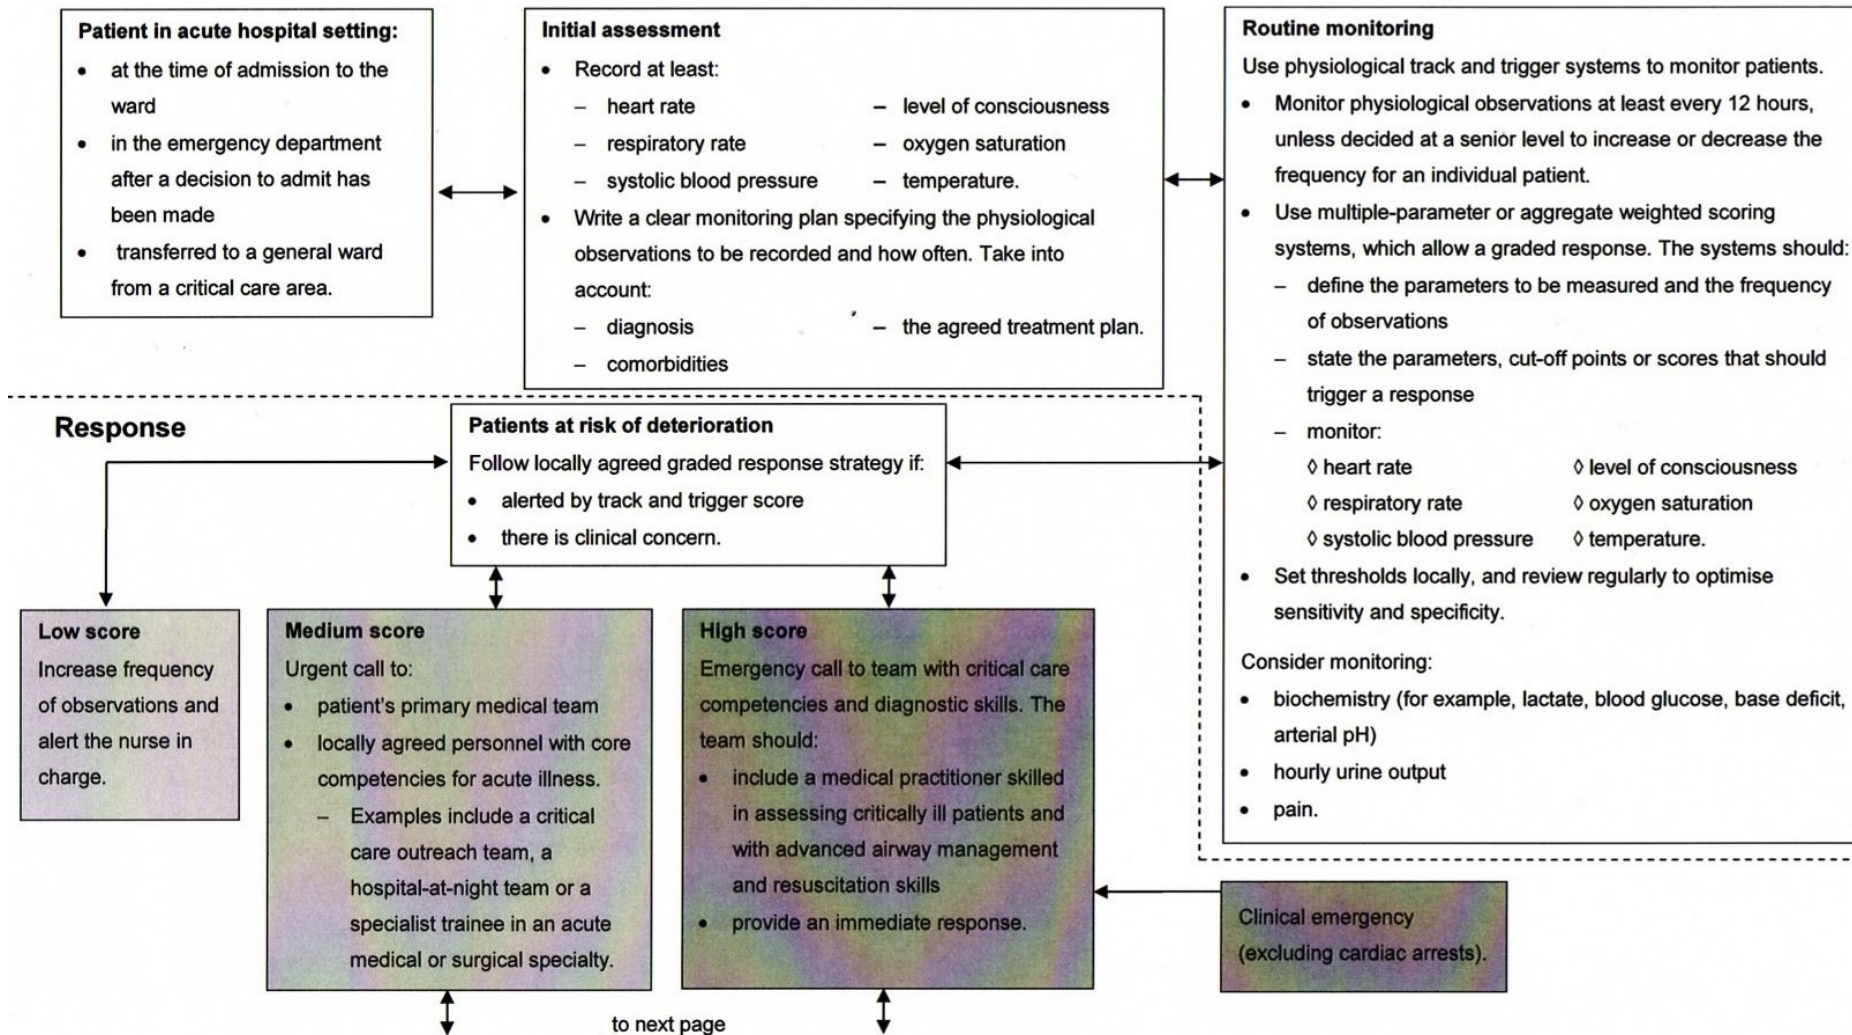 Patient in acute hospital setting:
• at the time of admission to the
ward
• in the emergency department
after a decision to admit has
been made
• transferred to a general ward
from a critical care area.
Initial assessment
• Record at least:
– heart rate – level of consciousness
– respiratory rate – oxygen saturation
– systolic blood pressure – temperature.
• Write a clear monitoring plan specifying the physiological
observations to be recorded and how often. Take into
account:
– diagnosis – the agreed treatment plan.
– comorbidities
Routine monitoring
Use physiological track and trigger systems to monitor patients.
• Monitor physiological observations at least every 12 hours,
unless decided at a senior level to increase or decrease the
frequency for an individual patient.
• Use multiple-parameter or aggregate weighted scoring
systems, which allow a graded response. The systems should:
– define the parameters to be measured and the frequency
of observations
– state the parameters, cut-off points or scores that should
trigger a response
– monitor:
◊ heart rate ◊ level of consciousness
◊ respiratory rate ◊ oxygen saturation
◊ systolic blood pressure ◊ temperature.
• Set thresholds locally, and review regularly to optimise
sensitivity and specificity.
Consider monitoring:
• biochemistry (for example, lactate, blood glucose, base deficit,
arterial pH)
• hourly urine output
• pain.
Response
Patients at risk of deterioration
Follow locally agreed graded response strategy if:
• alerted by track and trigger score
• there is clinical concern.
Low score
Increase frequency
of observations and
alert the nurse in
charge.
Medium score
Urgent call to:
• patient's primary medical team
• locally agreed personnel with core
competencies for acute illness.
– Examples include a critical
care outreach team, a
hospital-at-night team or a
specialist trainee in an acute
medical or surgical specialty.
High score
Emergency call to team with critical care
competencies and diagnostic skills. The
team should:
• include a medical practitioner skilled
in assessing critically ill patients and
with advanced airway management
and resuscitation skills
• provide an immediate response.
Clinical emergency
(excluding cardiac arrests).
to next page